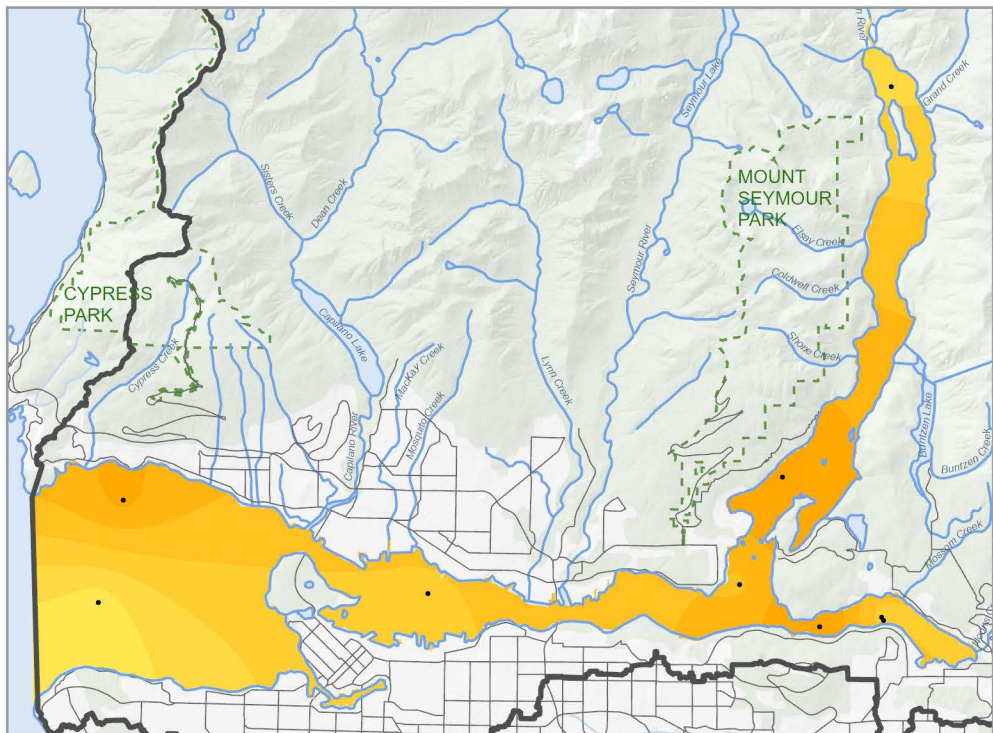 River
Grand Creek
Seymour Lake
MOUNT
SEYMOUR
PARK
Sisters Creek
Dean Creek
Elsay Creek
Seymour River
Coldwell Creek
CYPRESS
PARK
Capilano Lake
Cypress Creek
MacKay Creek
Lynn Creek
Shone Creek
Mosquito Creek
Capilano River
Buntzen Lake
Buntzen Creek
Mossom Creek